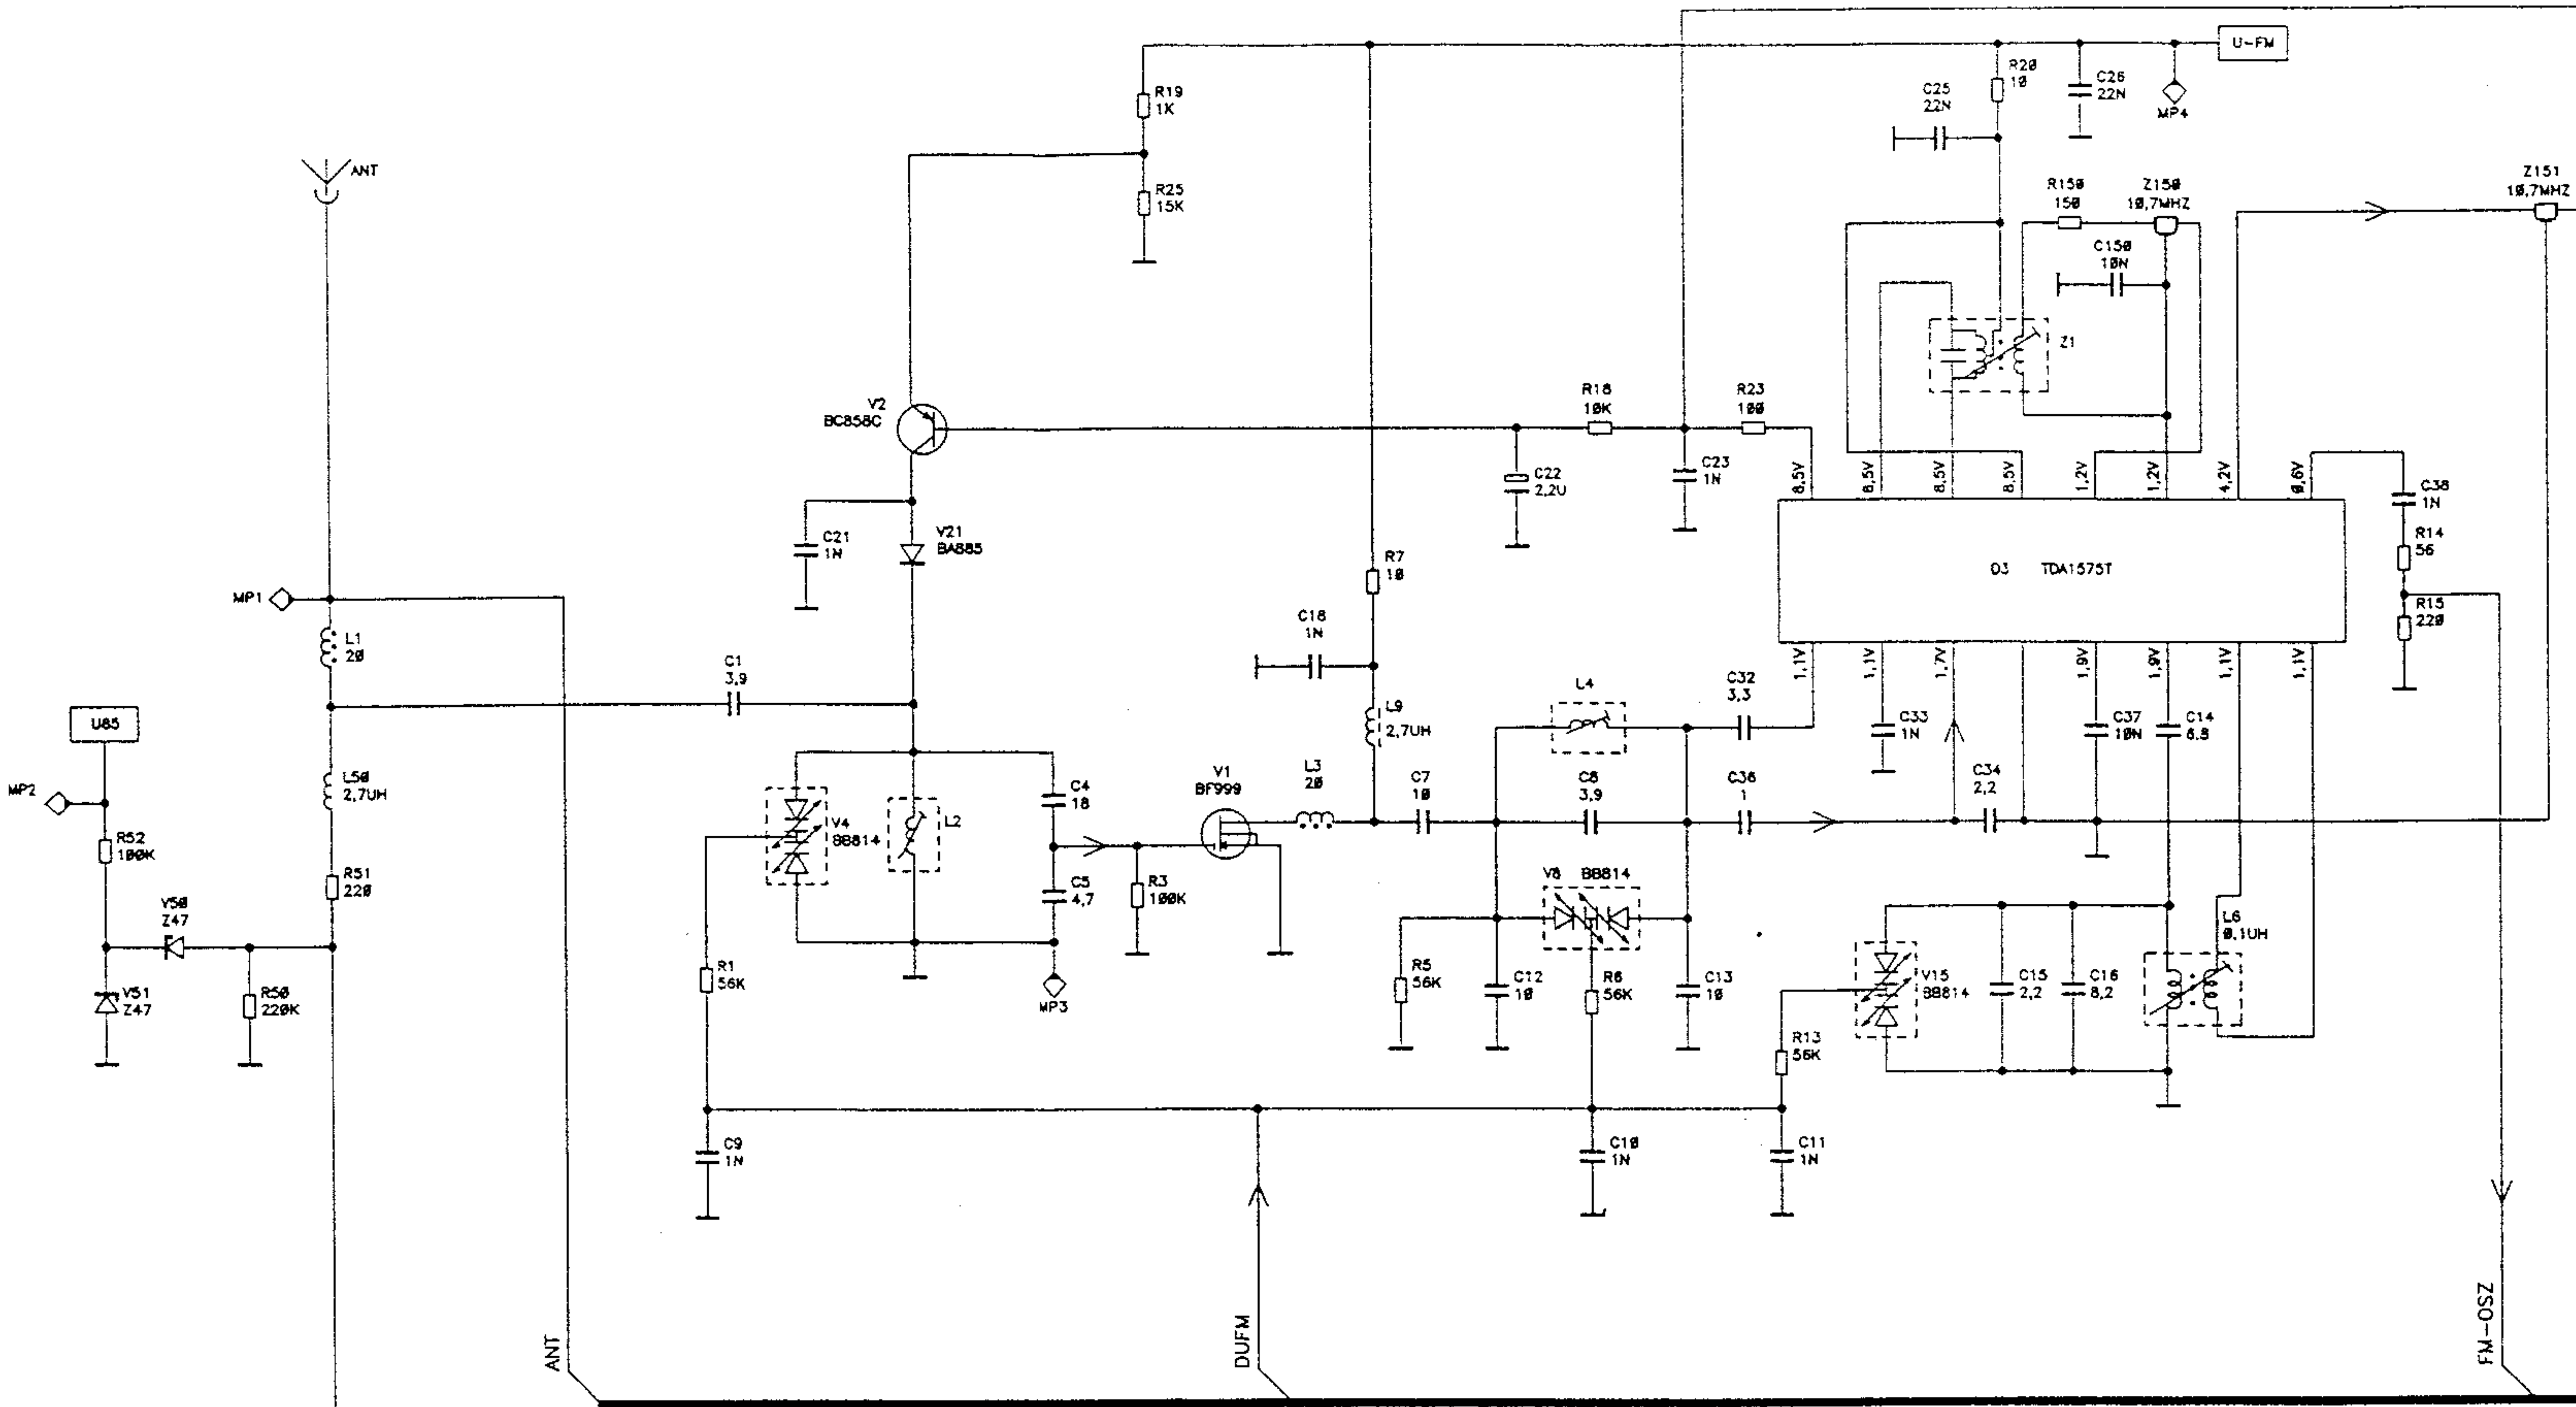 U-FM
R19
1K
R20
10
C25
22N
C26
22N
MP4
ANT
R25
15K
R150
150
Z150
10,7MHZ
Z151
10,7MHZ
C150
10N
Z1
V2
BC858C
R18
10K
R23
100
C22
2,2U
C23
1N
8,5V
8,5V
8,5V
8,5V
1,2V
1,2V
4,2V
0,6V
C38
1N
C21
1N
V21
BA885
R7
10
D3 TDA1575T
R14
56
R15
220
MP1
L1
20
C18
1N
C1
3,9
L9
2,7UH
L4
C32
3,3
1,1V
1,1V
1,7V
1,9V
1,9V
1,1V
1,1V
C33
1N
C37
10N
C14
6,8
U85
MP2
L50
2,7UH
R52
100K
V4
BB814
L2
C4
18
V1
BF999
L3
20
C7
10
C8
3,9
C36
1
C34
2,2
R51
220
C5
4,7
R3
100K
V8 BB814
V50
Z47
V51
Z47
R50
220K
R1
56K
MP3
R5
56K
C12
10
R6
56K
C13
10
R13
56K
V15
BB814
C15
2,2
C16
8,2
L6
0,1UH
C9
1N
C10
1N
C11
1N
ANT
DUFM
FM-OSZ